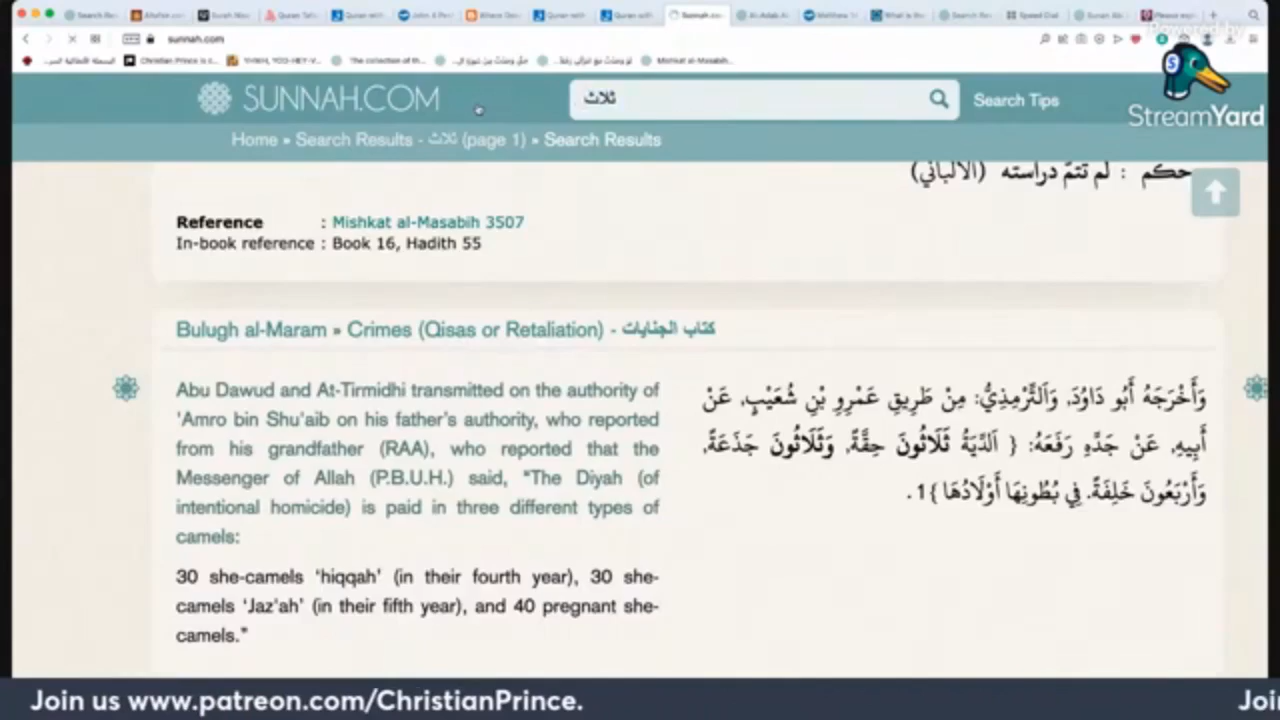 Powered by
StreamYard
sunnah.com
SUNNAH.COM
ثلاث
Search Tips
Home » Search Results - ثلاث (page 1) » Search Results
حكم : لم تتمّ دراسته (الألباني)
Reference : Mishkat al-Masabih 3507
In-book reference : Book 16, Hadith 55
Bulugh al-Maram » Crimes (Qisas or Retaliation) - كتاب الجنايات
Abu Dawud and At-Tirmidhi transmitted on the authority of
'Amro bin Shu'aib on his father's authority, who reported
from his grandfather (RAA), who reported that the
Messenger of Allah (P.B.U.H.) said, "The Diyah (of
intentional homicide) is paid in three different types of
camels:
30 she-camels 'hiqqah' (in their fourth year), 30 she-
camels 'Jaz'ah' (in their fifth year), and 40 pregnant she-
camels."
وَأَخْرَجَهُ أَبُو دَاوُدَ, وَاَلتِّرْمِذِيُّ: مِنْ طَرِيقِ عَمْرِوِ بْنِ شُعَيْبٍ, عَنْ
أَبِيهِ, عَنْ جَدِّهِ رَفَعَهُ: { اَلدِّيَةُ ثَلَاثُونَ حِقَّةً, وَثَلَاثُونَ جَذَعَةً,
وَأَرْبَعُونَ خَلِفَةً. فِي بُطُونِهَا أَوْلَادُهَا } 1 .
Join us www.patreon.com/ChristianPrince.
Joi